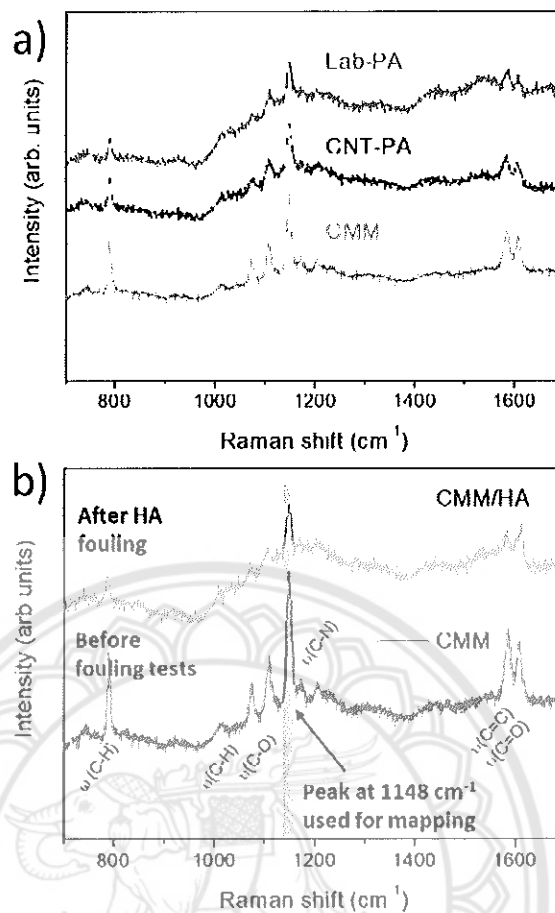 a)
Lab-PA
CNT-PA
CMM
Intensity (arb. units)
800 1000 1200 1400 1600
Raman shift (cm⁻¹)
b)
After HA
fouling
CMM/HA
Before
fouling tests
CMM
ω (C-H)
υ(C-H)
υ(C-O)
υ(C-N)
υ(C=C)
υ(C=O)
Peak at 1148 cm⁻¹
used for mapping
Intensity (arb units)
800 1000 1200 1400 1600
Raman shift (cm⁻¹)